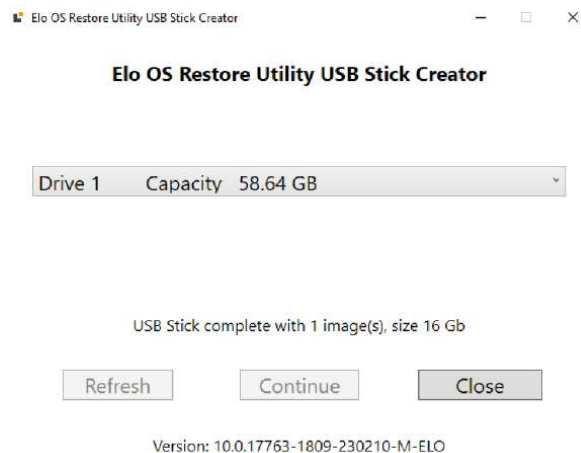 Elo OS Restore Utility USB Stick Creator
Elo OS Restore Utility USB Stick Creator
Drive 1 Capacity 58.64 GB
USB Stick complete with 1 image(s), size 16 Gb
Refresh Continue Close
Version: 10.0.17763-1809-230210-M-ELO